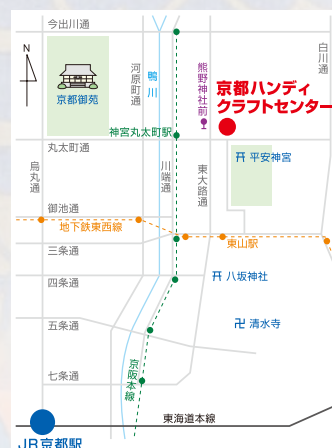 今出川通
N
河原町通
鴨川
熊野神社前
白川通
京都ハンディ
クラフトセンター
京都御苑
神宮丸太町駅
丸太町通
平安神宮
烏丸通
川端通
東大路通
御池通
地下鉄東西線
東山駅
三条通
四条通
八坂神社
五条通
清水寺
七条通
京阪本線
東海道本線
JR京都駅